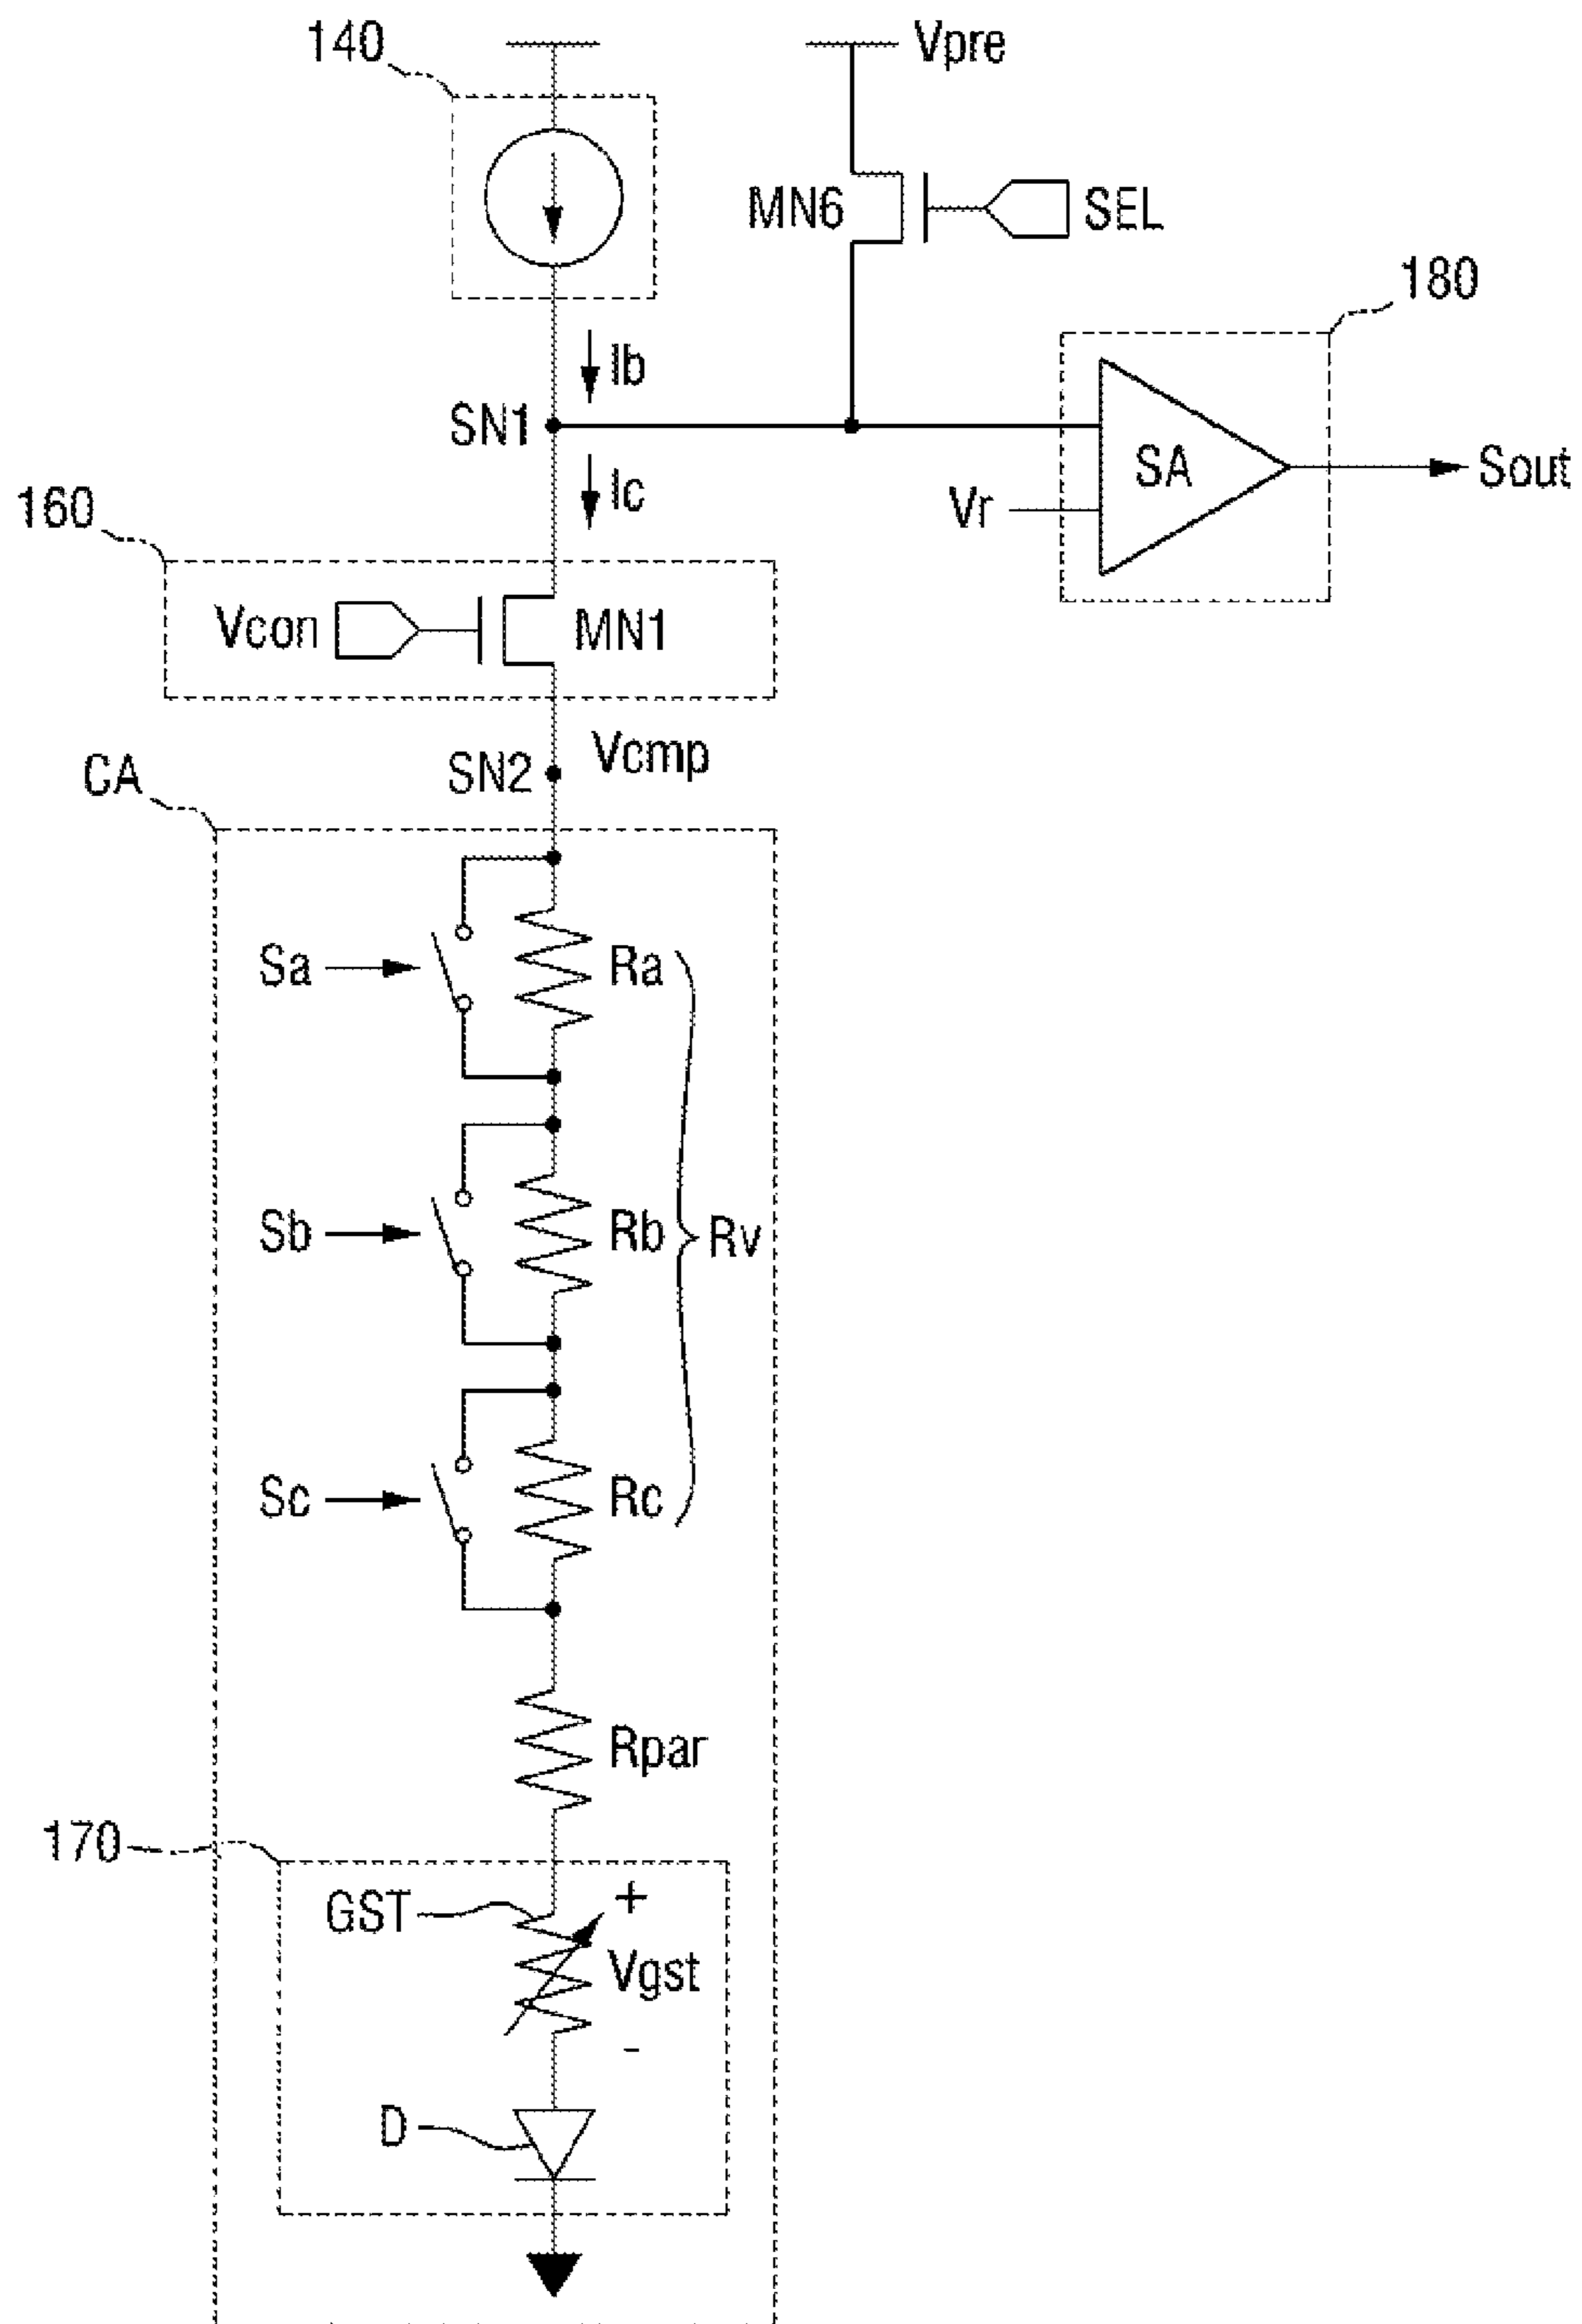 140
Vpre
MN6
SEL
180
Ib
SN1
SA
Sout
Ic
Vr
160
Vcon
MN1
Vcmp
SN2
CA
Sa
Ra
Sb
Rb
Rv
Sc
Rc
Rpar
170
GST
+
Vgst
-
D